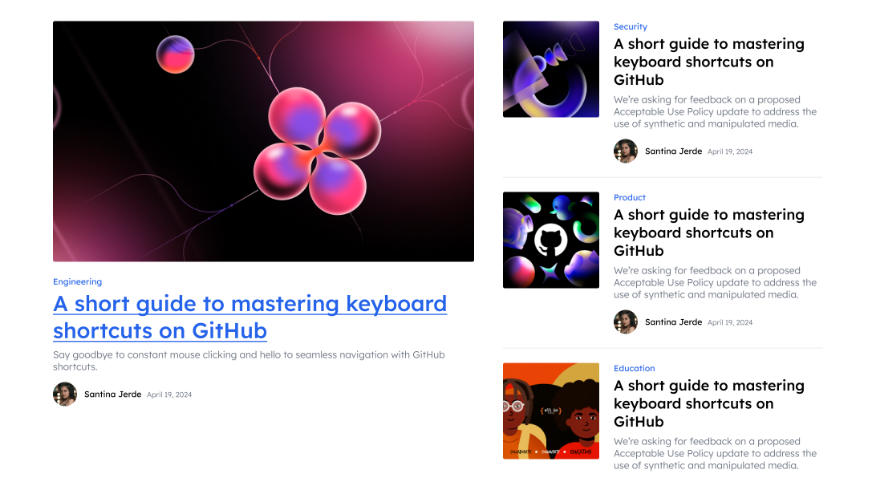 Engineering
A short guide to mastering keyboard
shortcuts on GitHub
Say goodbye to constant mouse clicking and hello to seamless navigation with GitHub
shortcuts.
Santina Jerde April 19, 2024
Security
A short guide to mastering
keyboard shortcuts on
GitHub
We're asking for feedback on a proposed
Acceptable Use Policy update to address the
use of synthetic and manipulated media.
Santina Jerde April 19, 2024
Product
A short guide to mastering
keyboard shortcuts on
GitHub
We're asking for feedback on a proposed
Acceptable Use Policy update to address the
use of synthetic and manipulated media.
Santina Jerde April 19, 2024
Education
A short guide to mastering
keyboard shortcuts on
GitHub
We're asking for feedback on a proposed
Acceptable Use Policy update to address the
use of synthetic and manipulated media.